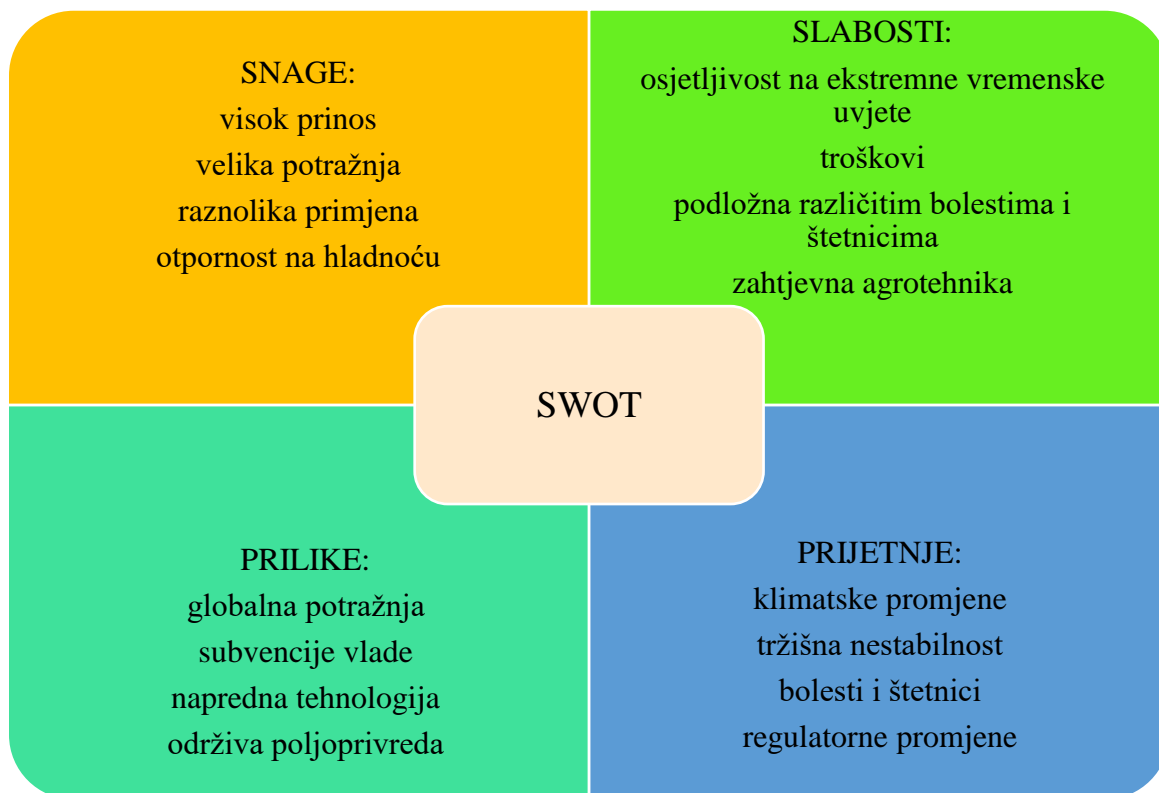 SNAGE:
visok prinos
velika potražnja
raznolika primjena
otpornost na hladnoću
SLABOSTI:
osjetljivost na ekstremne vremenske
uvjete
troškovi
podložna različitim bolestima i
štetnicima
zahtjevna agrotehnika
SWOT
PRILIKE:
globalna potražnja
subvencije vlade
napredna tehnologija
održiva poljoprivreda
PRIJETNJE:
klimatske promjene
tržišna nestabilnost
bolesti i štetnici
regulatorne promjene